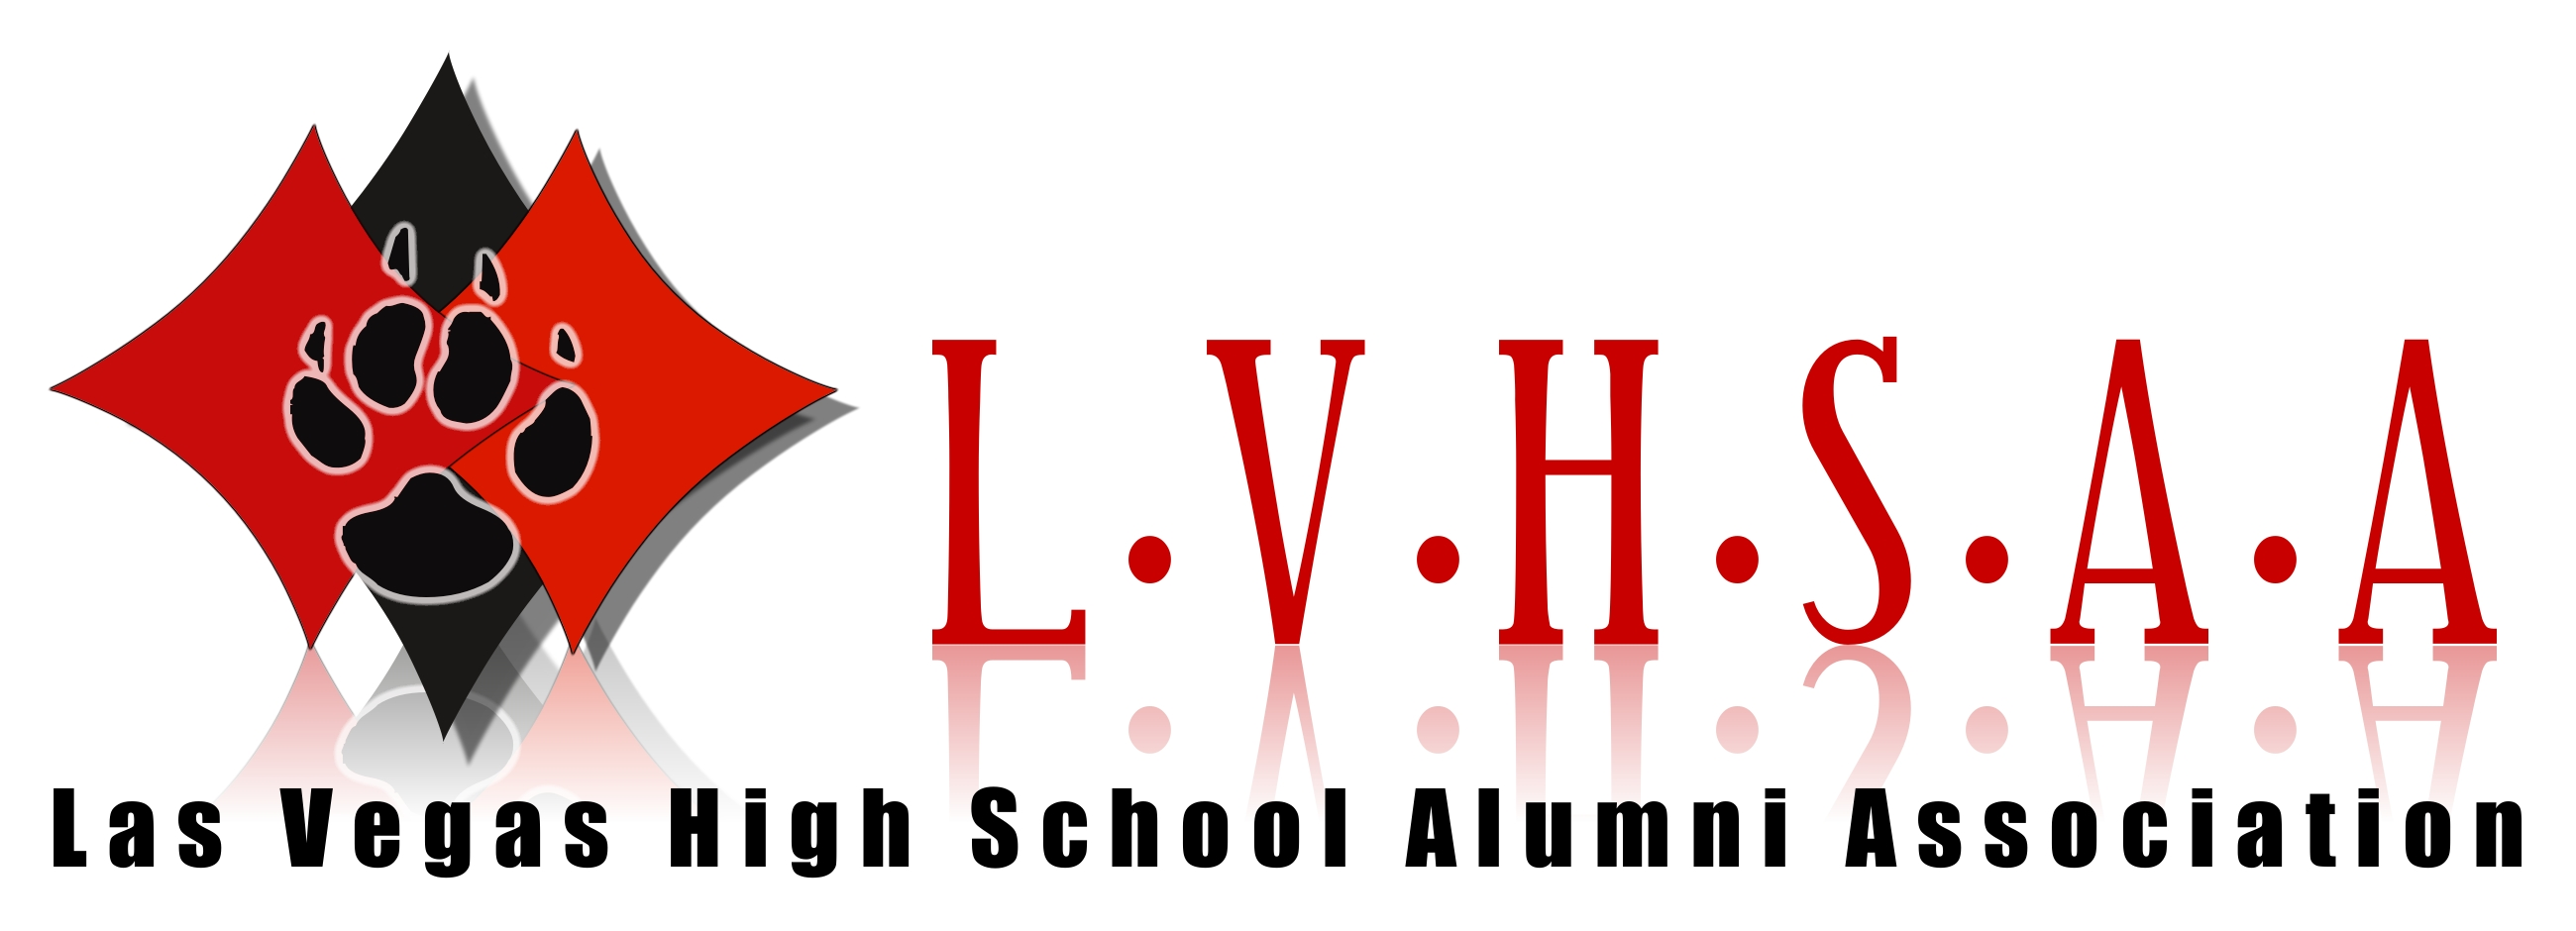 L•V•H•S•A•A
Las Vegas High School Alumni Association